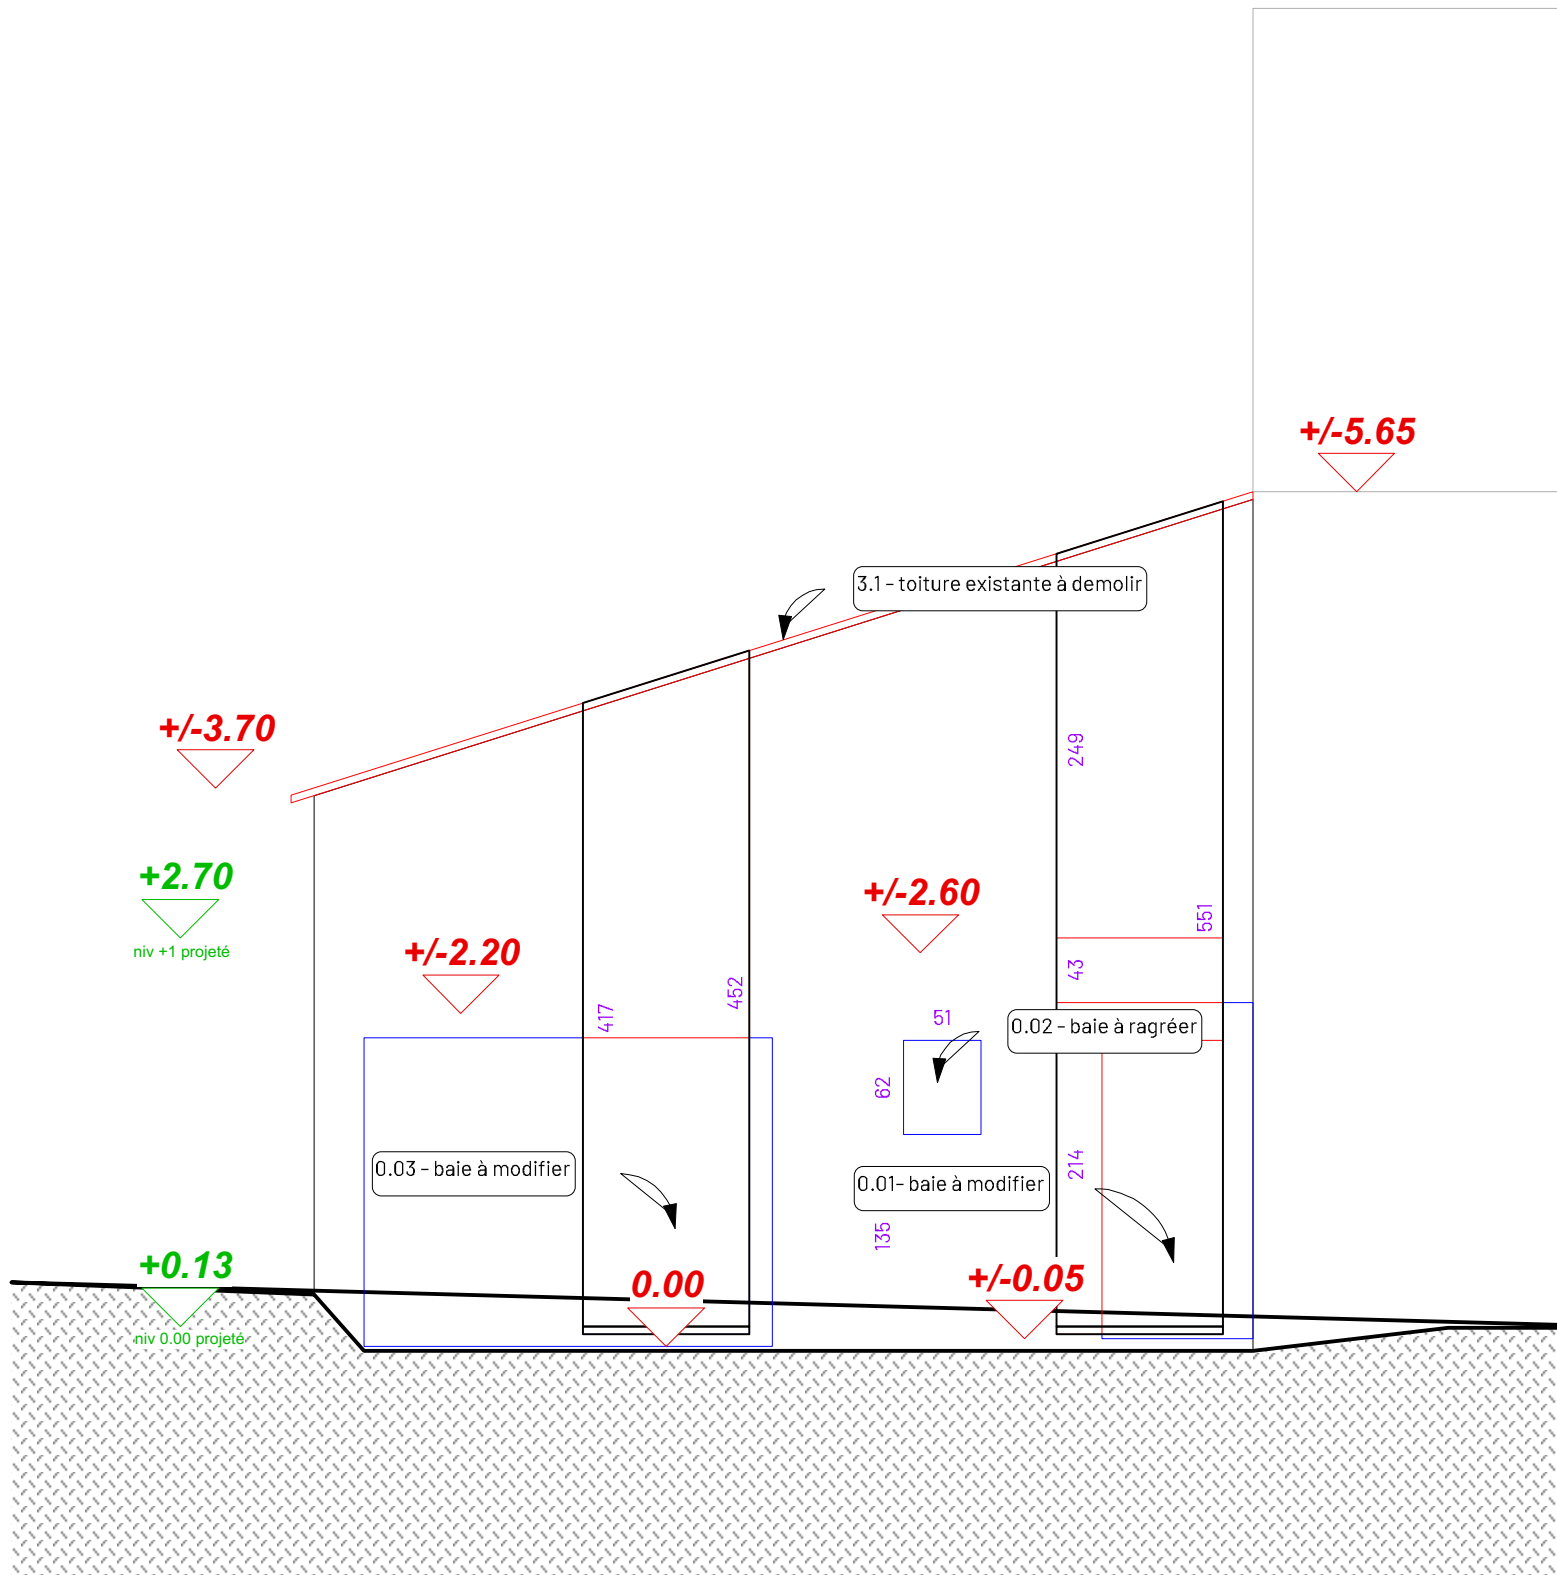 +/-5.65
3.1 - toiture existante à demolir
+/-3.70
249
+2.70
niv +1 projeté
+/-2.60
551
+/-2.20
43
452
417
51
0.02 - baie à ragréer
62
0.03 - baie à modifier
214
0.01- baie à modifier
135
+0.13
niv 0.00 projeté
0.00
+/-0.05